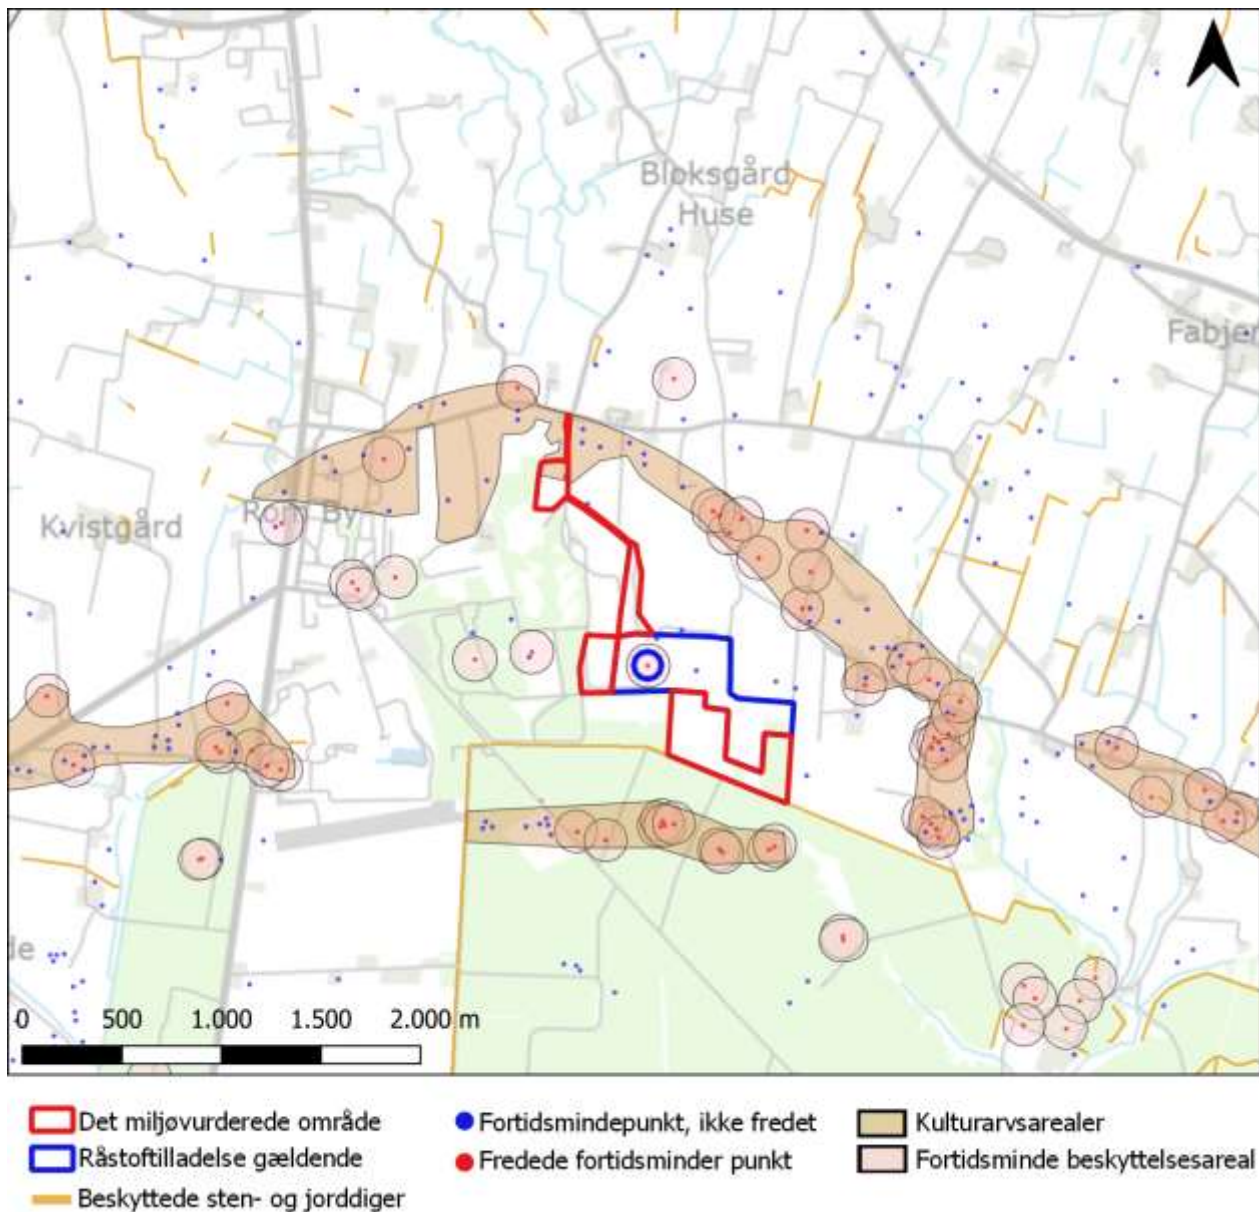 Bloksgård
Huse
Fabjer
Kvistgård
Rom By
de
0 500 1.000 1.500 2.000 m
Det miljøvurderede område
Råstoftilladelse gældende
Beskyttede sten- og jorddiger
Fortidsmindepunkt, ikke fredet
Fredede fortidsminder punkt
Kulturarvsarealer
Fortidsminde beskyttelsesareal